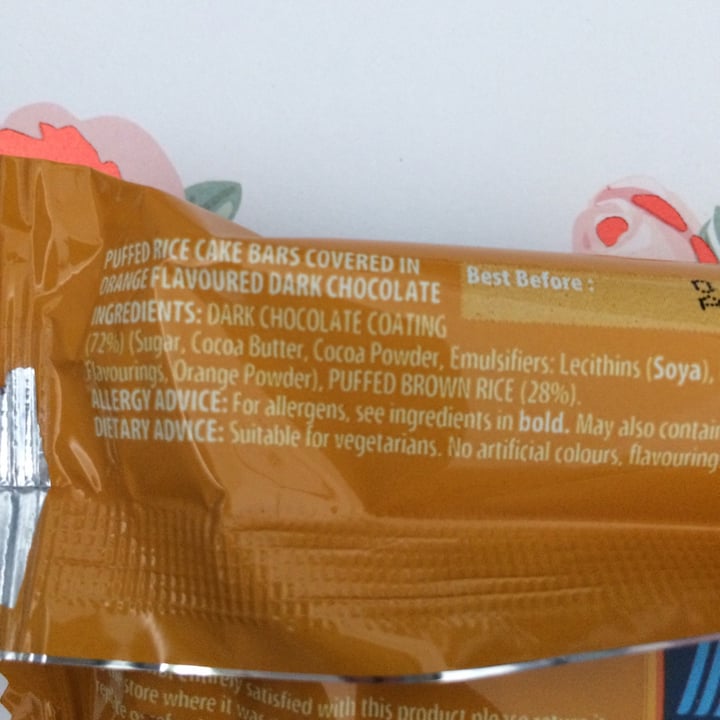 PUFFED RICE CAKE BARS COVERED IN
ORANGE FLAVOURED DARK CHOCOLATE
Best Before :
INGREDIENTS: DARK CHOCOLATE COATING
(72%) (Sugar, Cocoa Butter, Cocoa Powder, Emulsifiers: Lecithins (Soya),
Flavourings, Orange Powder), PUFFED BROWN RICE (28%).
ALLERGY ADVICE: For allergens, see ingredients in bold. May also contain
DIETARY ADVICE: Suitable for vegetarians. No artificial colours, flavouring
entirely satisfied with this product
store where it